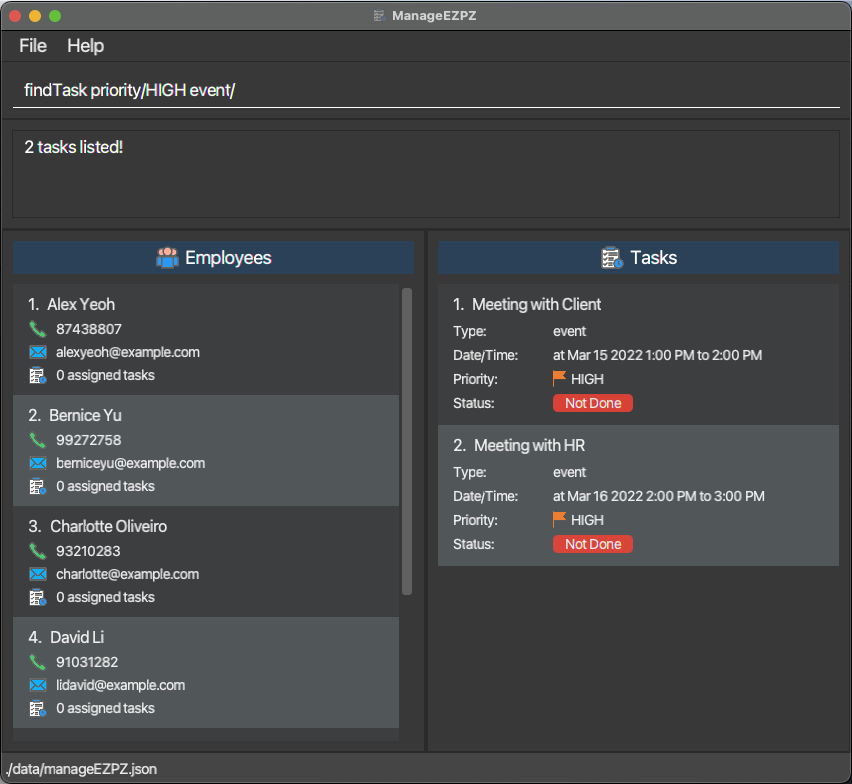 ManageEZPZ
File Help
findTask priority/HIGH event/
2 tasks listed!
Employees
1. Alex Yeoh
87438807
alexyeoh@example.com
0 assigned tasks
2. Bernice Yu
99272758
berniceyu@example.com
0 assigned tasks
3. Charlotte Oliveiro
93210283
charlotte@example.com
0 assigned tasks
4. David Li
91031282
lidavid@example.com
0 assigned tasks
Tasks
1. Meeting with Client
Type: event
Date/Time: at Mar 15 2022 1:00 PM to 2:00 PM
Priority: HIGH
Status: Not Done
2. Meeting with HR
Type: event
Date/Time: at Mar 16 2022 2:00 PM to 3:00 PM
Priority: HIGH
Status: Not Done
./data/manageEZPZ.json